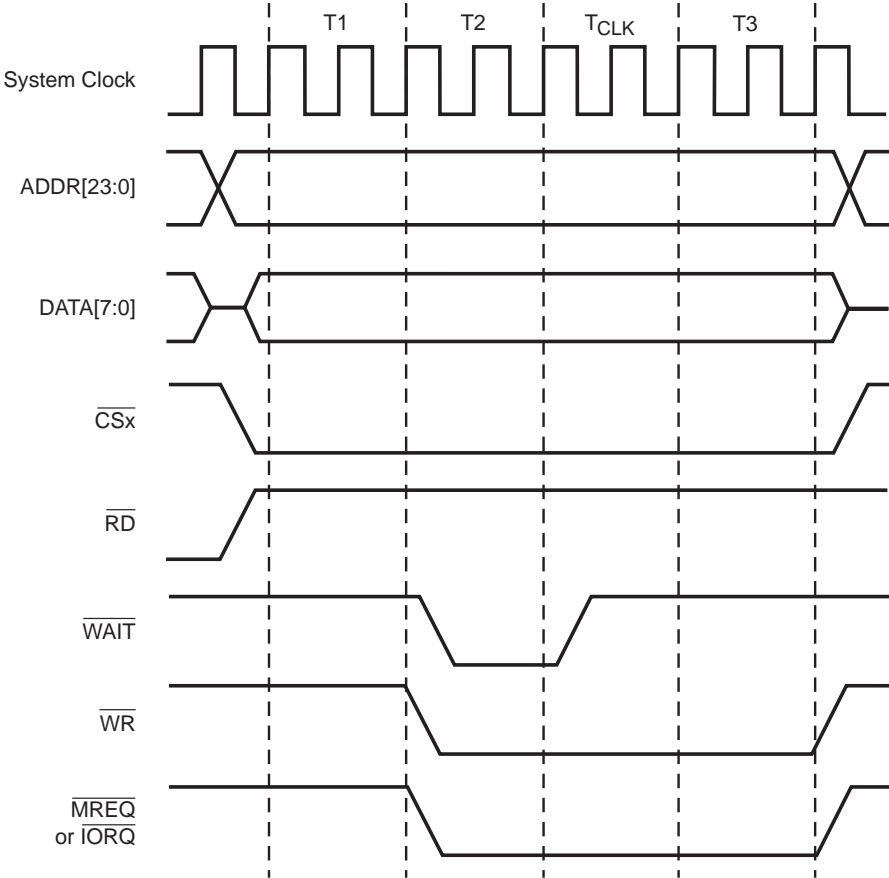 T1 T2 TCLK T3
System Clock
ADDR[23:0]
DATA[7:0]
CSx
RD
WAIT
WR
MREQ
or IORQ